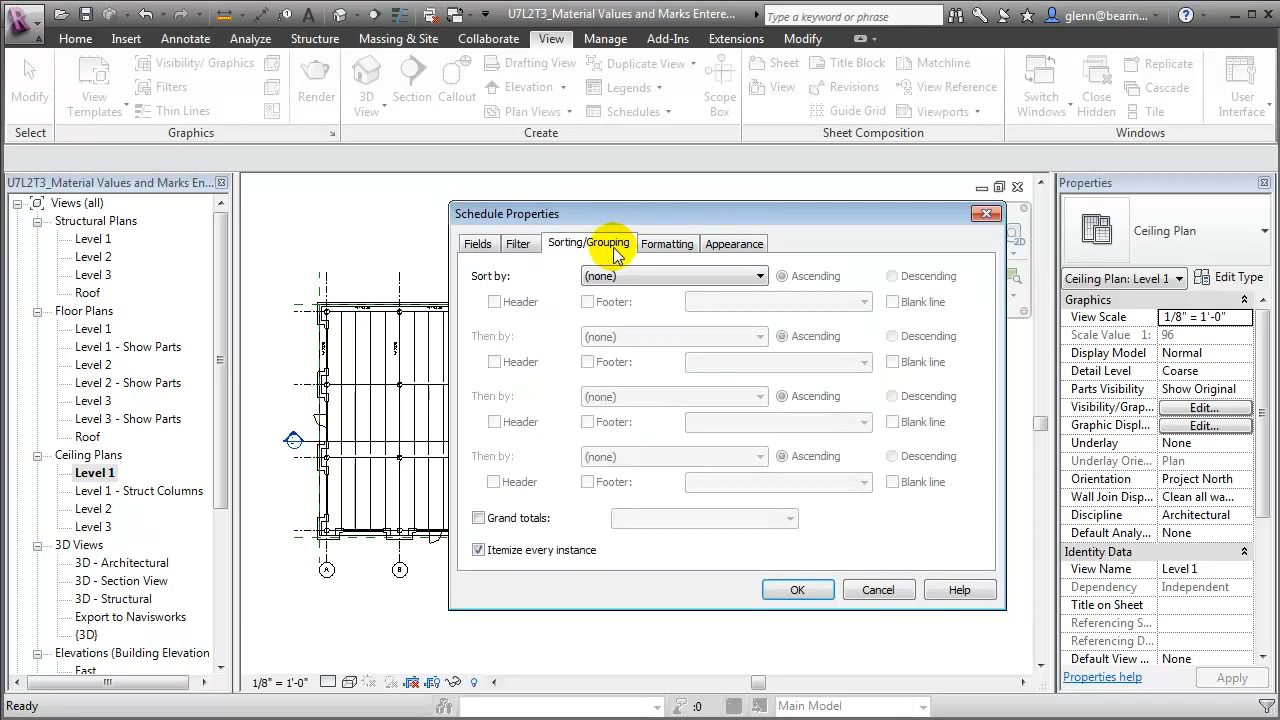 U7L2T3_Material Values and Marks Entere...
Type a keyword or phrase
glenn@bearin...
Home Insert Annotate Analyze Structure Massing & Site Collaborate View Manage Add-Ins Extensions Modify
Modify
View Templates
Visibility/ Graphics
Filters
Thin Lines
Render
3D View
Section
Callout
Drafting View
Elevation
Plan Views
Duplicate View
Legends
Schedules
Scope Box
Sheet
View
Title Block
Revisions
Guide Grid
Matchline
View Reference
Viewports
Switch Windows
Close Hidden
Replicate
Cascade
Tile
User Interface
Select Graphics Create Sheet Composition Windows
U7L2T3_Material Values and Marks En...
Views (all)
Structural Plans
Level 1
Level 2
Level 3
Roof
Floor Plans
Level 1
Level 1 - Show Parts
Level 2
Level 2 - Show Parts
Level 3
Level 3 - Show Parts
Roof
Ceiling Plans
Level 1
Level 1 - Struct Columns
Level 2
Level 3
3D Views
3D - Architectural
3D - Section View
3D - Structural
Export to Navisworks
{3D}
Elevations (Building Elevation
East
A B
Schedule Properties
Fields Filter Sorting/Grouping Formatting Appearance
Sort by: (none) Ascending Descending
Header Footer: Blank line
Then by: (none) Ascending Descending
Header Footer: Blank line
Then by: (none) Ascending Descending
Header Footer: Blank line
Then by: (none) Ascending Descending
Header Footer: Blank line
Grand totals:
Itemize every instance
OK Cancel Help
Properties
Ceiling Plan
Ceiling Plan: Level 1 Edit Type
Graphics
View Scale 1/8" = 1'-0"
Scale Value 1: 96
Display Model Normal
Detail Level Coarse
Parts Visibility Show Original
Visibility/Grap... Edit...
Graphic Displ... Edit...
Underlay None
Underlay Orie... Plan
Orientation Project North
Wall Join Disp... Clean all wa...
Discipline Architectural
Default Analy... None
Identity Data
View Name Level 1
Dependency Independent
Title on Sheet
Referencing S...
Referencing D...
Default View ... None
Properties help Apply
1/8" = 1'-0"
Ready :0 Main Model